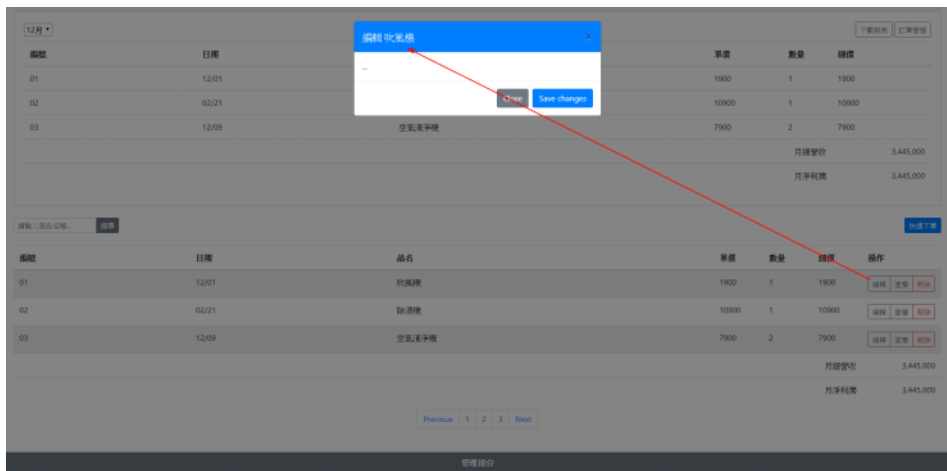 12月
下載報表 訂單管理
編輯 吹風機 ×
編號 日期 單價 數量 總價
...
01 12/01 1900 1 1900
02 02/21 10900 1 10900
Close Save changes
03 12/09 空氣清淨機 7900 2 7900
月總營收 3,445,000
月淨利潤 3,445,000
請輸入商品名稱... 搜尋 快速下單
編號 日期 品名 單價 數量 總價 操作
01 12/01 吹風機 1900 1 1900 編輯 查看 刪除
02 02/21 除濕機 10900 1 10900 編輯 查看 刪除
03 12/09 空氣清淨機 7900 2 7900 編輯 查看 刪除
月總營收 3,445,000
月淨利潤 3,445,000
Previous 1 2 3 Next
管理後台